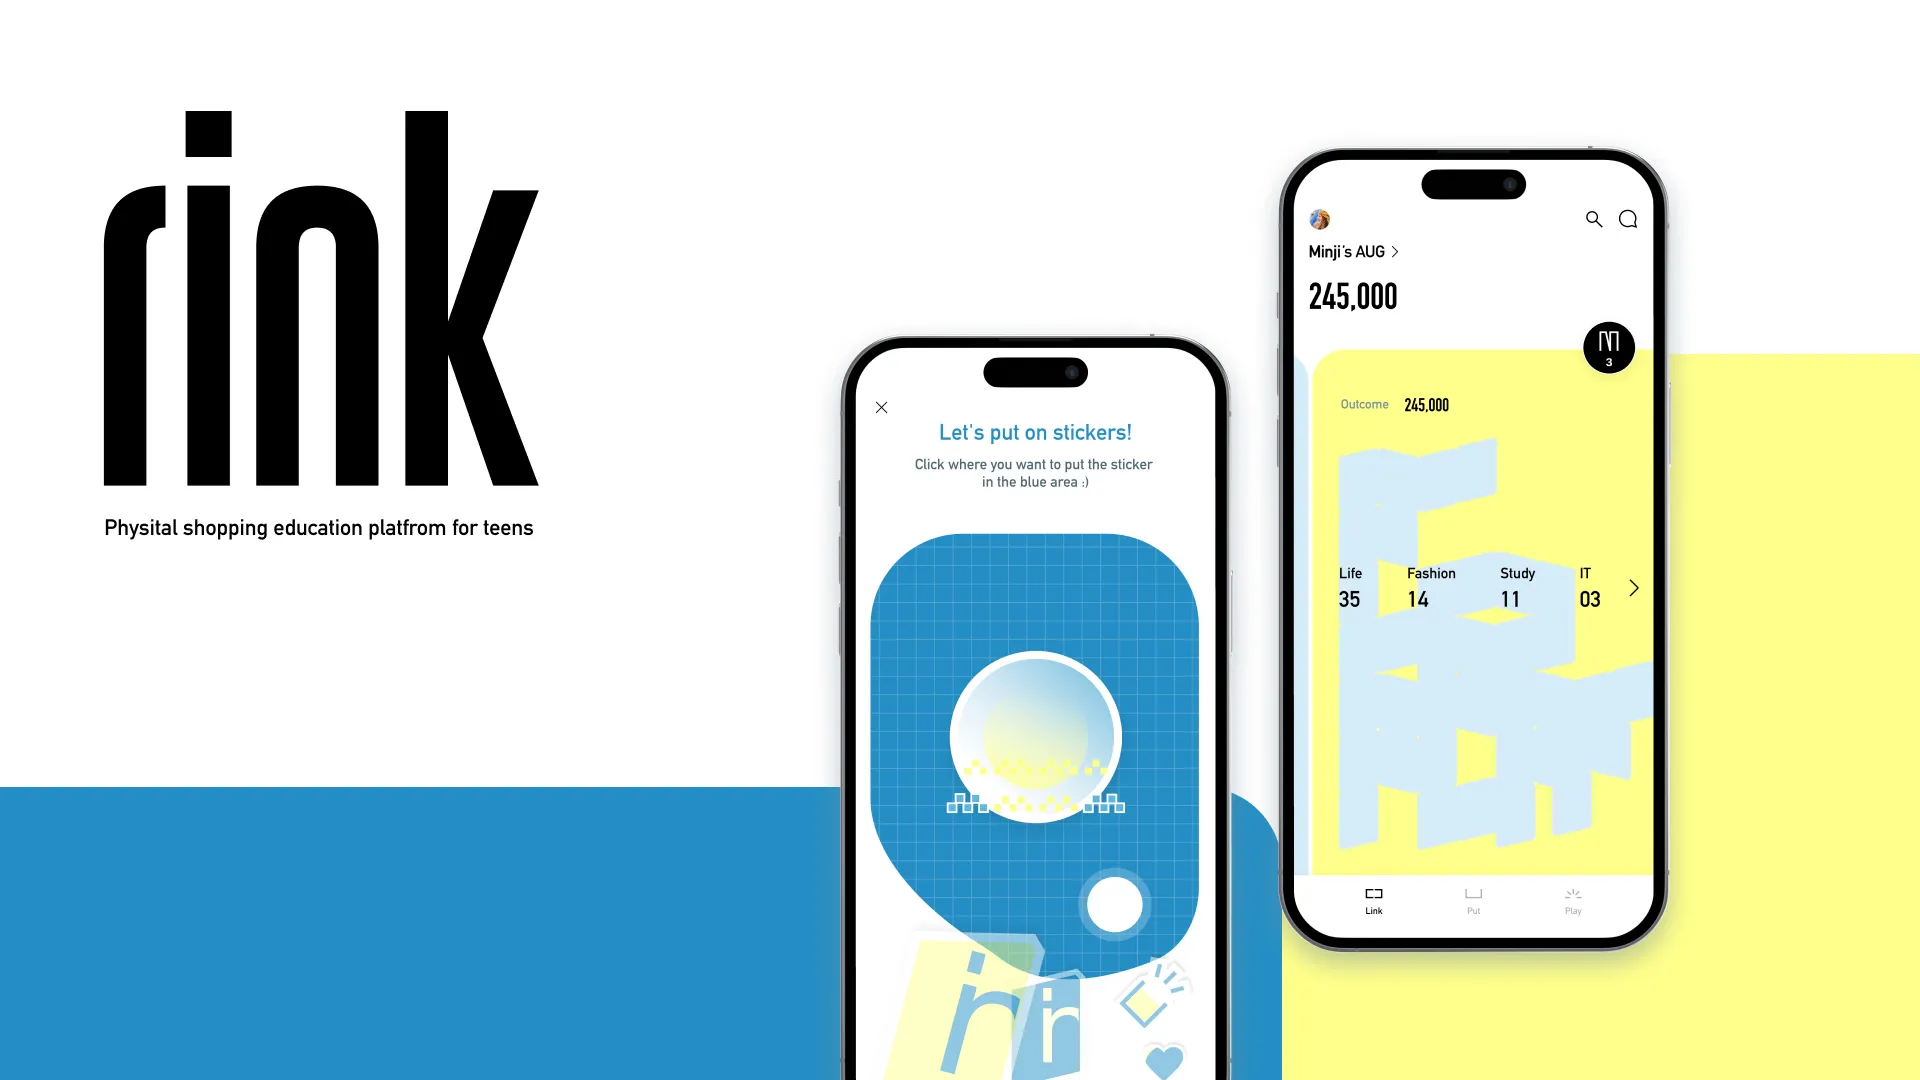 rink
Physital shopping education platfrom for teens
Let's put on stickers!
Click where you want to put the sticker
in the blue area :)
in
in
Minji's AUG >
245,000
3
Outcome 245,000
Life Fashion Study IT
35 14 11 03
Link Put Play